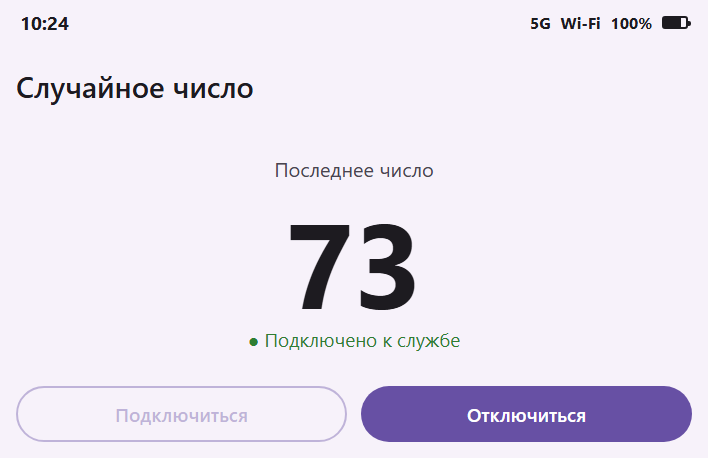 10:24 5G Wi-Fi 100%
Случайное число
Последнее число
73
● Подключено к службе
Подключиться Отключиться